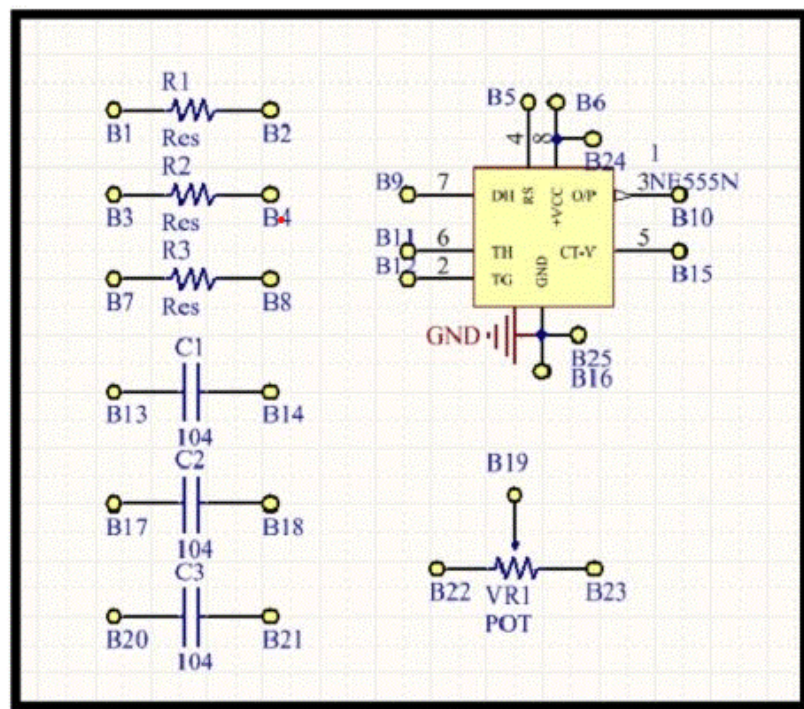 R1
B1 B2
Res
R2
B3 B4
Res
R3
B7 B8
Res
C1
B13 B14
104
C2
B17 B18
104
C3
B20 B21
104
B5 B6
4 8
B24
1
NE555N
B9 7 DH RS +VCC O/P 3
B10
B11 6 TH CT-V 5
B12 2 TG GND
B15
GND
B25
B16
B19
B22 VR1 B23
POT